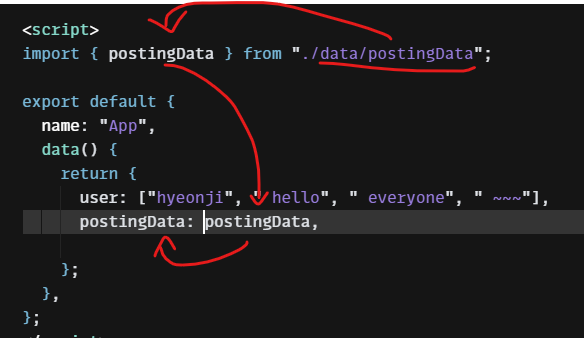 <script>
import { postingData } from "./data/postingData";
export default {
name: "App",
data() {
return {
user: ["hyeonji", " hello", " everyone", " ~~~"],
postingData: postingData,
};
},
};